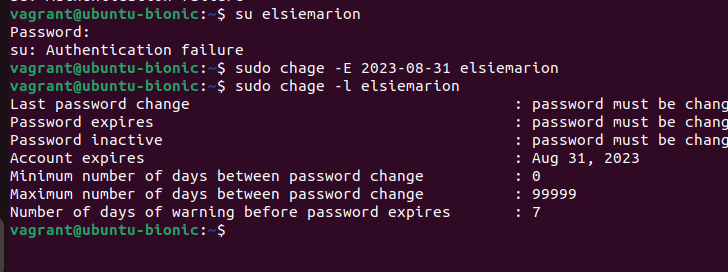 vagrant@ubuntu-bionic:~$ su elsiemarion
Password:
su: Authentication failure
vagrant@ubuntu-bionic:~$ sudo chage -E 2023-08-31 elsiemarion
vagrant@ubuntu-bionic:~$ sudo chage -l elsiemarion
Last password change : password must be chang
Password expires : password must be chang
Password inactive : password must be chang
Account expires : Aug 31, 2023
Minimum number of days between password change : 0
Maximum number of days between password change : 99999
Number of days of warning before password expires : 7
vagrant@ubuntu-bionic:~$